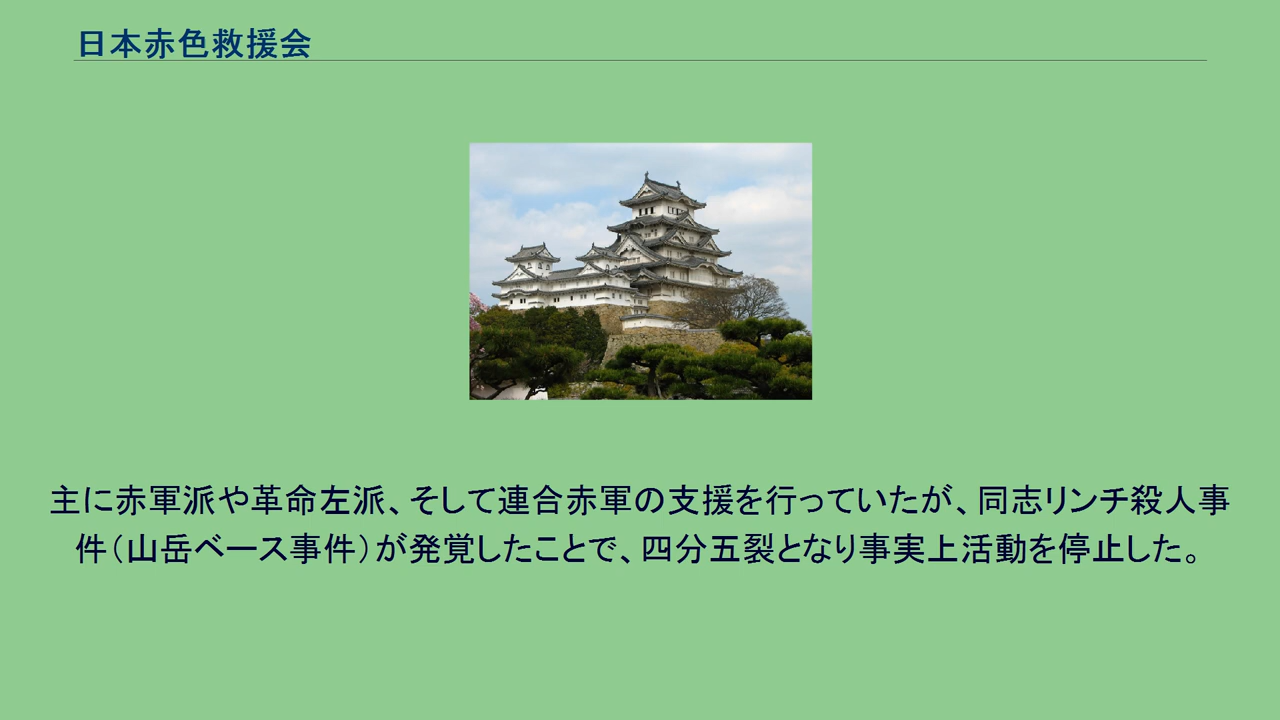 日本赤色救援会
主に赤軍派や革命左派、そして連合赤軍の支援を行っていたが、同志リンチ殺人事
件（山岳ベース事件）が発覚したことで、四分五裂となり事実上活動を停止した。